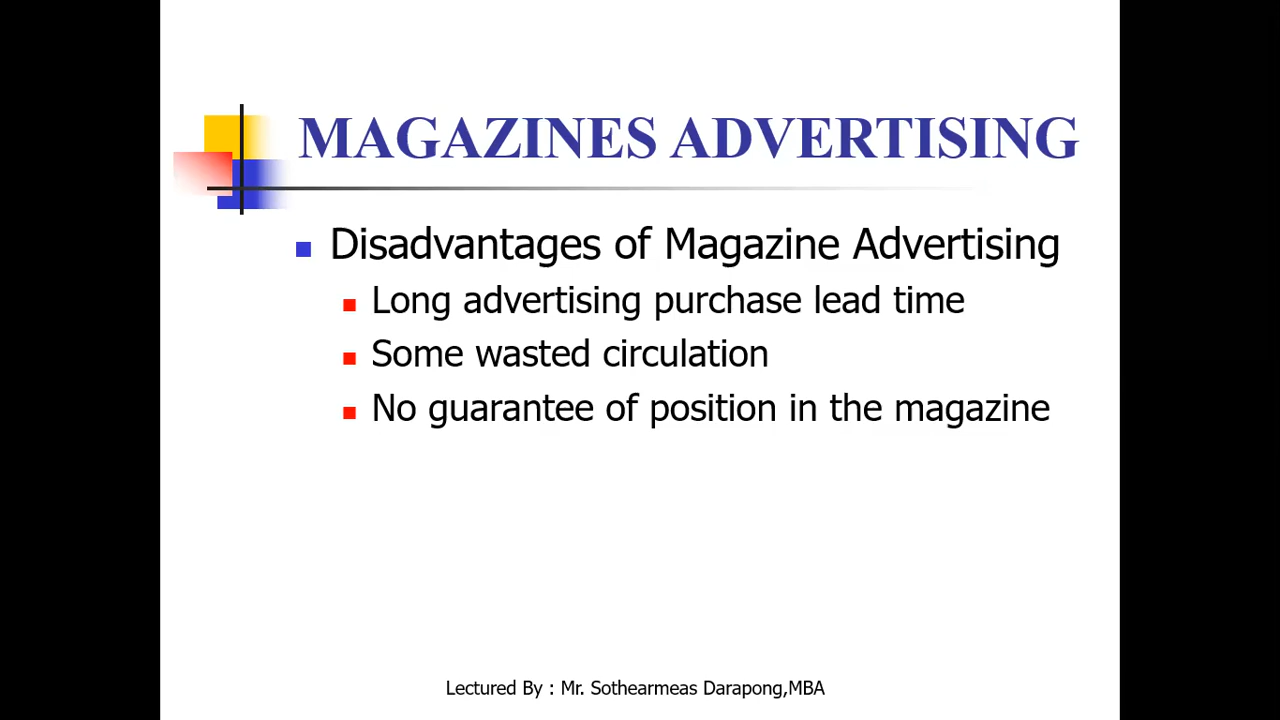 MAGAZINES ADVERTISING
Disadvantages of Magazine Advertising
Long advertising purchase lead time
Some wasted circulation
No guarantee of position in the magazine
Lectured By : Mr. Sothearmeas Darapong,MBA